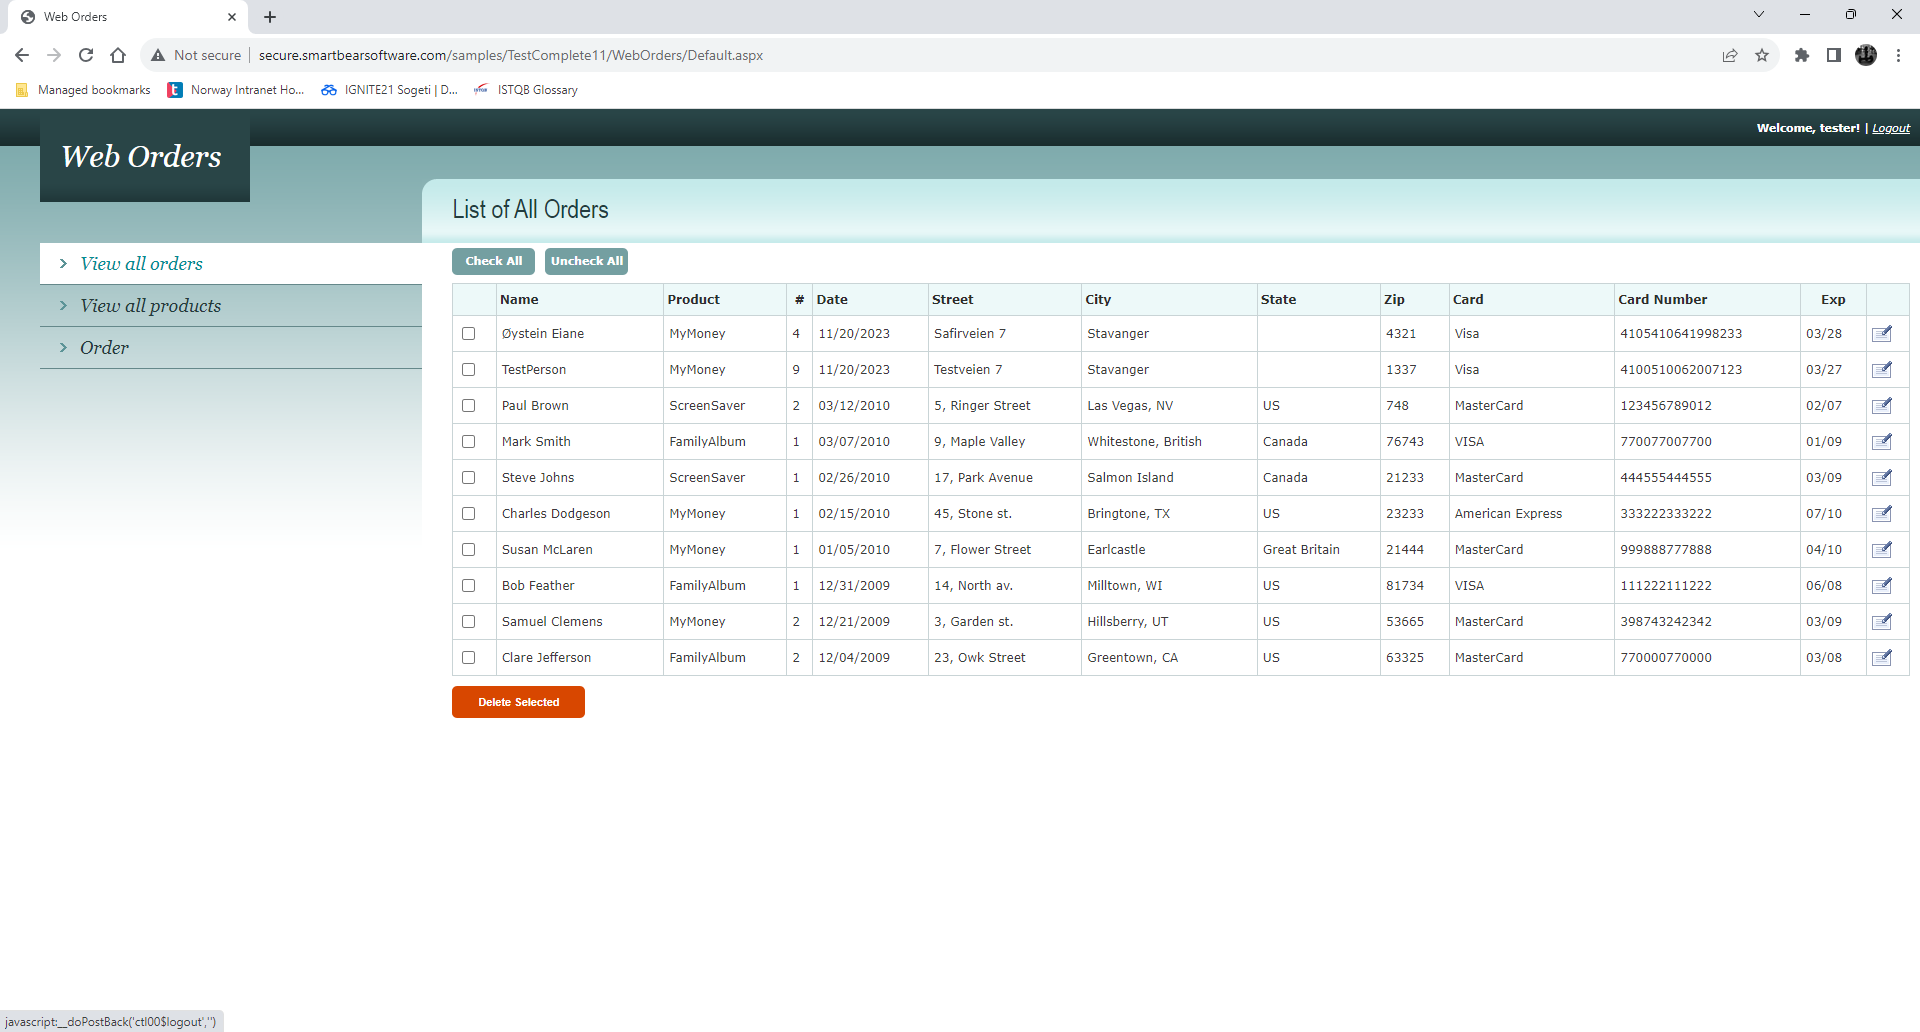 Web Orders
Not secure | secure.smartbearsoftware.com/samples/TestComplete11/WebOrders/Default.aspx
Managed bookmarks Norway Intranet Ho... IGNITE21 Sogeti | D... ISTQB Glossary
Welcome, tester! | Logout
Web Orders
List of All Orders
View all orders
View all products
Order
Check All Uncheck All
Name Product # Date Street City State Zip Card Card Number Exp
Øystein Eiane MyMoney 4 11/20/2023 Safirveien 7 Stavanger 4321 Visa 4105410641998233 03/28
TestPerson MyMoney 9 11/20/2023 Testveien 7 Stavanger 1337 Visa 4100510062007123 03/27
Paul Brown ScreenSaver 2 03/12/2010 5, Ringer Street Las Vegas, NV US 748 MasterCard 123456789012 02/07
Mark Smith FamilyAlbum 1 03/07/2010 9, Maple Valley Whitestone, British Canada 76743 VISA 770077007700 01/09
Steve Johns ScreenSaver 1 02/26/2010 17, Park Avenue Salmon Island Canada 21233 MasterCard 444555444555 03/09
Charles Dodgeson MyMoney 1 02/15/2010 45, Stone st. Bringtone, TX US 23233 American Express 333222333222 07/10
Susan McLaren MyMoney 1 01/05/2010 7, Flower Street Earlcastle Great Britain 21444 MasterCard 999888777888 04/10
Bob Feather FamilyAlbum 1 12/31/2009 14, North av. Milltown, WI US 81734 VISA 111222111222 06/08
Samuel Clemens MyMoney 2 12/21/2009 3, Garden st. Hillsberry, UT US 53665 MasterCard 398743242342 03/09
Clare Jefferson FamilyAlbum 2 12/04/2009 23, Owk Street Greentown, CA US 63325 MasterCard 770000770000 03/08
Delete Selected
javascript:__doPostBack('ctl00$logout','')